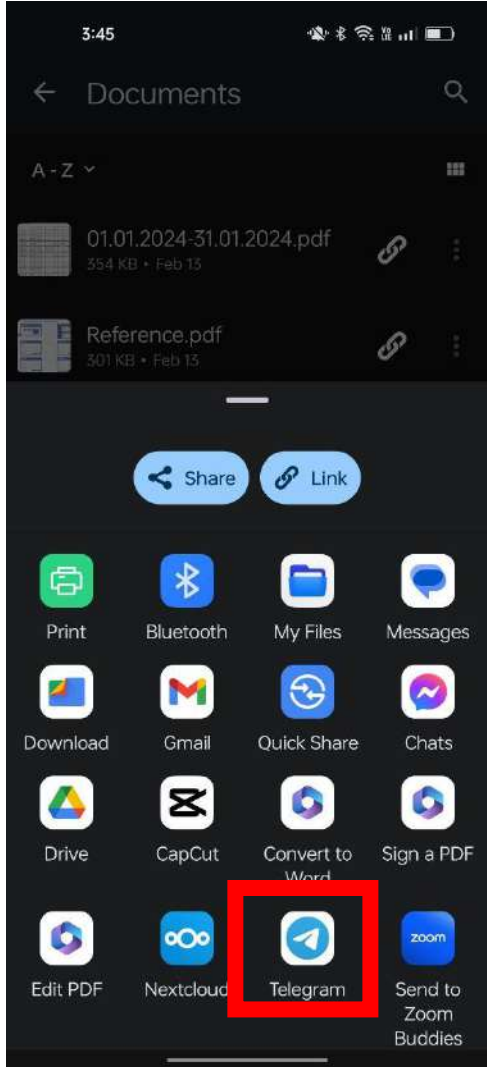 3:45
Documents
A - Z
01.01.2024-31.01.2024.pdf
354 KB • Feb 13
Reference.pdf
301 KB • Feb 13
Share
Link
Print
Bluetooth
My Files
Messages
Download
Gmail
Quick Share
Chats
Drive
CapCut
Convert to
Word
Sign a PDF
Edit PDF
Nextcloud
Telegram
zoom
Send to
Zoom
Buddies